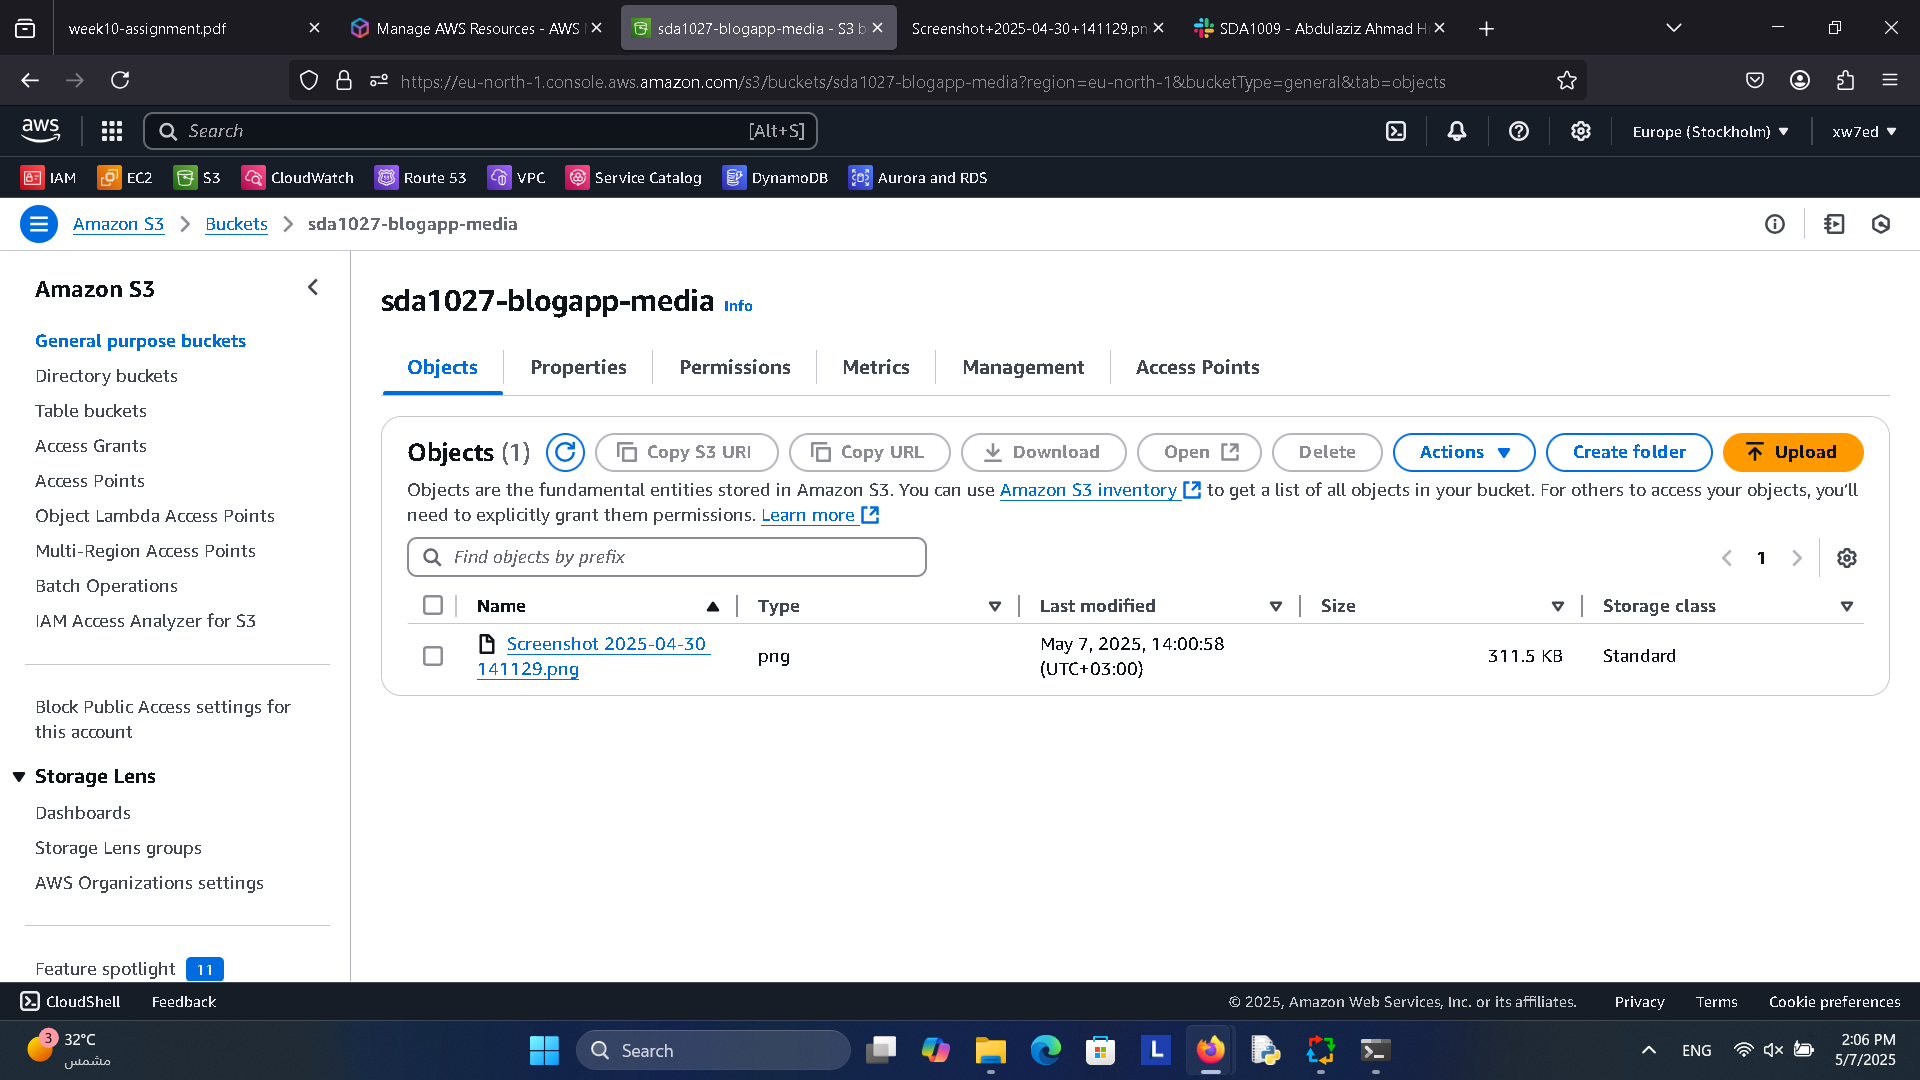 week10-assignment.pdf
Manage AWS Resources - AWS
sda1027-blogapp-media - S3 b
Screenshot+2025-04-30+141129.pn
SDA1009 - Abdulaziz Ahmad H
https://eu-north-1.console.aws.amazon.com/s3/buckets/sda1027-blogapp-media?region=eu-north-1&bucketType=general&tab=objects
aws
Search
[Alt+S]
Europe (Stockholm)
xw7ed
IAM
EC2
S3
CloudWatch
Route 53
VPC
Service Catalog
DynamoDB
Aurora and RDS
Amazon S3
Buckets
sda1027-blogapp-media
Amazon S3
General purpose buckets
Directory buckets
Table buckets
Access Grants
Access Points
Object Lambda Access Points
Multi-Region Access Points
Batch Operations
IAM Access Analyzer for S3
Block Public Access settings for
this account
Storage Lens
Dashboards
Storage Lens groups
AWS Organizations settings
Feature spotlight 11
sda1027-blogapp-media Info
Objects
Properties
Permissions
Metrics
Management
Access Points
Objects (1)
Copy S3 URI
Copy URL
Download
Open
Delete
Actions
Create folder
Upload
Objects are the fundamental entities stored in Amazon S3. You can use Amazon S3 inventory to get a list of all objects in your bucket. For others to access your objects, you'll
need to explicitly grant them permissions. Learn more
Find objects by prefix
1
Name
Type
Last modified
Size
Storage class
Screenshot 2025-04-30
141129.png
png
May 7, 2025, 14:00:58
(UTC+03:00)
311.5 KB
Standard
CloudShell
Feedback
© 2025, Amazon Web Services, Inc. or its affiliates.
Privacy
Terms
Cookie preferences
3
32°C
مشمس
Search
L
ENG
2:06 PM
5/7/2025